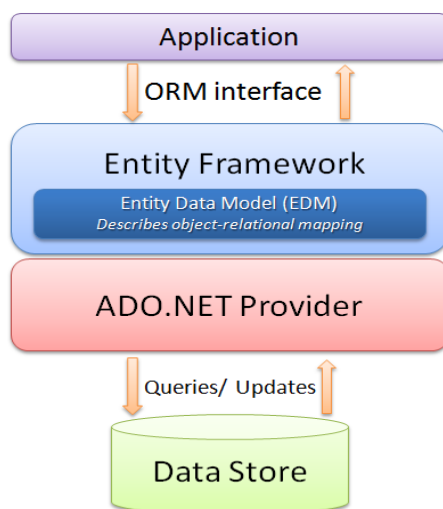 Application
ORM interface
Entity Framework
Entity Data Model (EDM)
Describes object-relational mapping
ADO.NET Provider
Queries/ Updates
Data Store